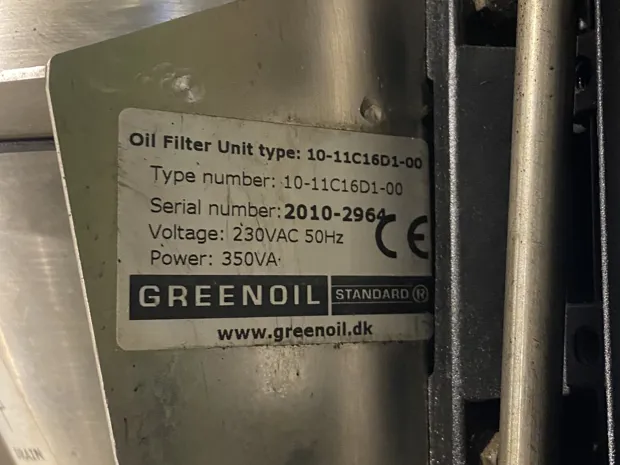 Oil Filter Unit type: 10-11C16D1-00
Type number: 10-11C16D1-00
Serial number: 2010-2964
Voltage: 230VAC 50Hz
Power: 350VA
CE
GREENOIL STANDARD ®
www.greenoil.dk